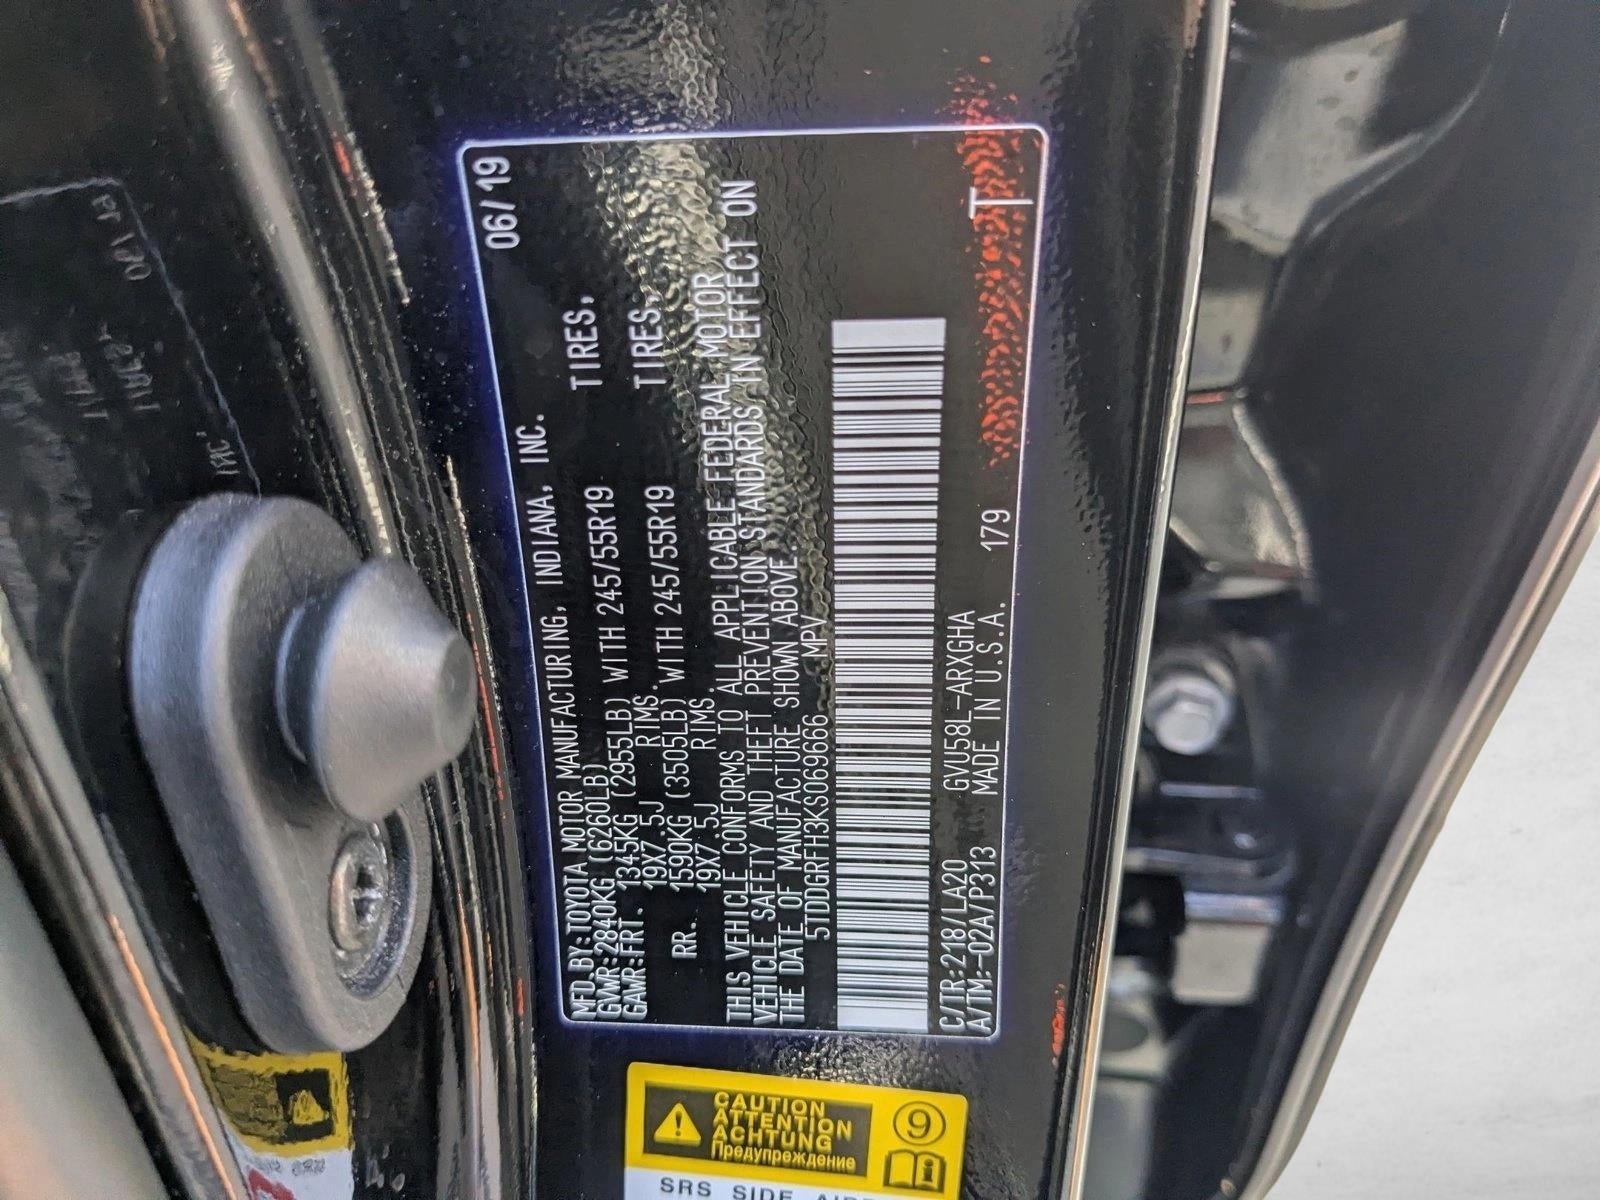 MFD.BY:TOYOTA MOTOR MANUFACTURING, INDIANA, INC. 06/19
GVWR:2840KG (6260LB)
GAWR:FRT. 1345KG (2955LB) WITH 245/55R19 TIRES,
19X7.5J RIMS.
RR. 1590KG (3505LB) WITH 245/55R19 TIRES,
19X7.5J RIMS.
THIS VEHICLE CONFORMS TO ALL APPLICABLE FEDERAL MOTOR
VEHICLE SAFETY AND THEFT PREVENTION STANDARDS IN EFFECT ON
THE DATE OF MANUFACTURE SHOWN ABOVE.
5TDDGRFH3KS069666 MPV
C/TR:218/LA20 GVU58L-ARXGHA
A/TM:-02A/P313 MADE IN U.S.A. 179 T
CAUTION
ATTENTION
ACHTUNG
Предупреждение
9
i
SRS SIDE